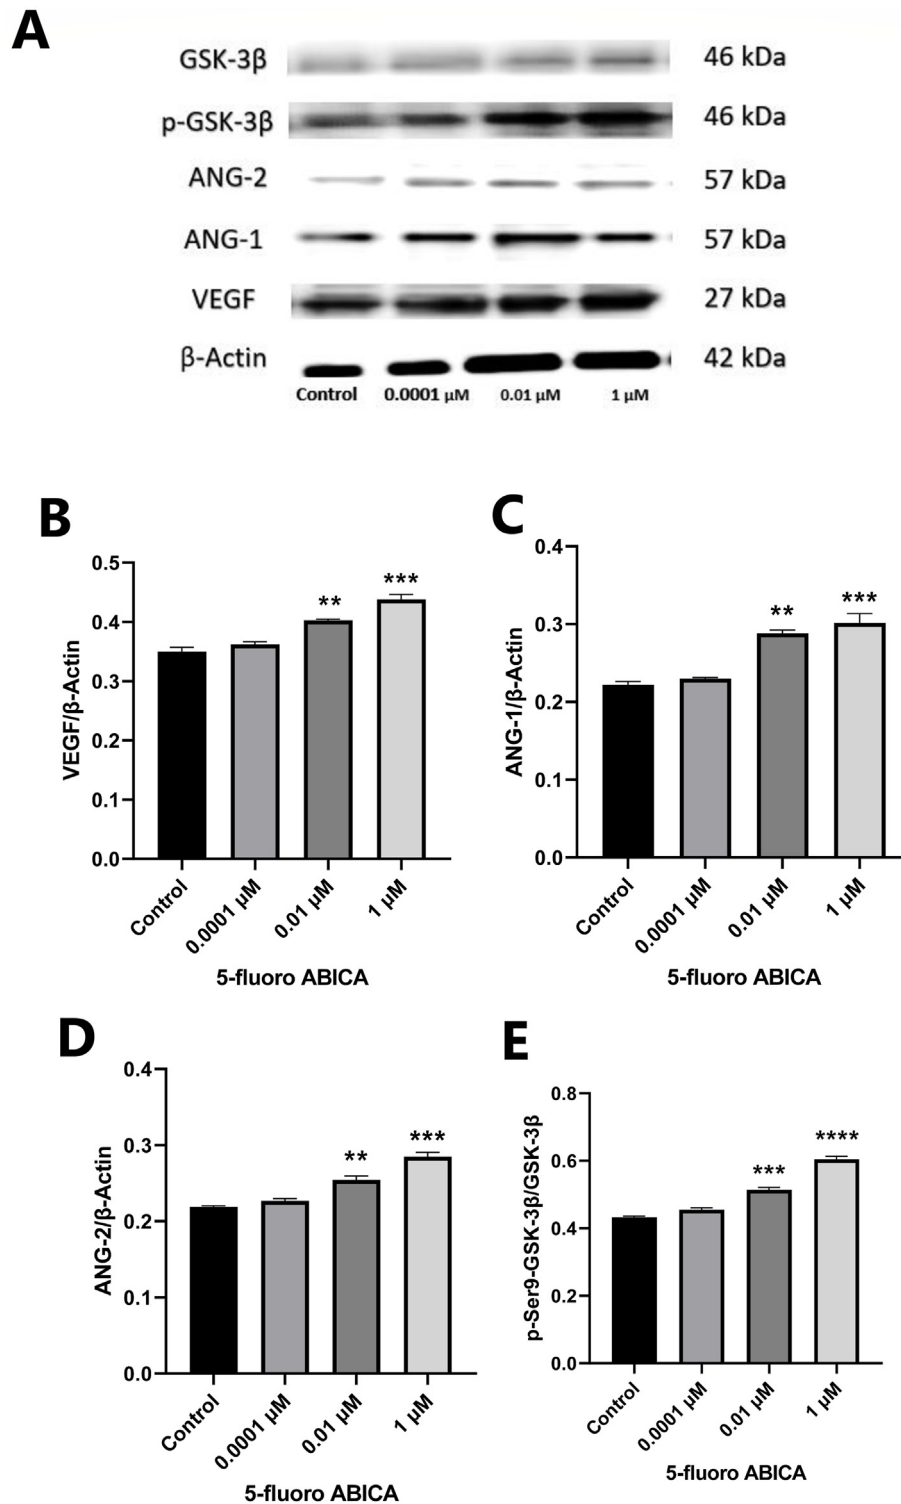 A
GSK-3β 46 kDa
p-GSK-3β 46 kDa
ANG-2 57 kDa
ANG-1 57 kDa
VEGF 27 kDa
β-Actin 42 kDa
Control 0.0001 μM 0.01 μM 1 μM
B
VEGF/β-Actin
0.5
0.4
0.3
0.2
0.1
0.0
**
***
Control
0.0001 μM
0.01 μM
1 μM
5-fluoro ABICA
C
ANG-1/β-Actin
0.4
0.3
0.2
0.1
0.0
**
***
Control
0.0001 μM
0.01 μM
1 μM
5-fluoro ABICA
D
ANG-2/β-Actin
0.4
0.3
0.2
0.1
0.0
**
***
Control
0.0001 μM
0.01 μM
1 μM
5-fluoro ABICA
E
p-Ser9-GSK-3β/GSK-3β
0.8
0.6
0.4
0.2
0.0
***
****
Control
0.0001 μM
0.01 μM
1 μM
5-fluoro ABICA